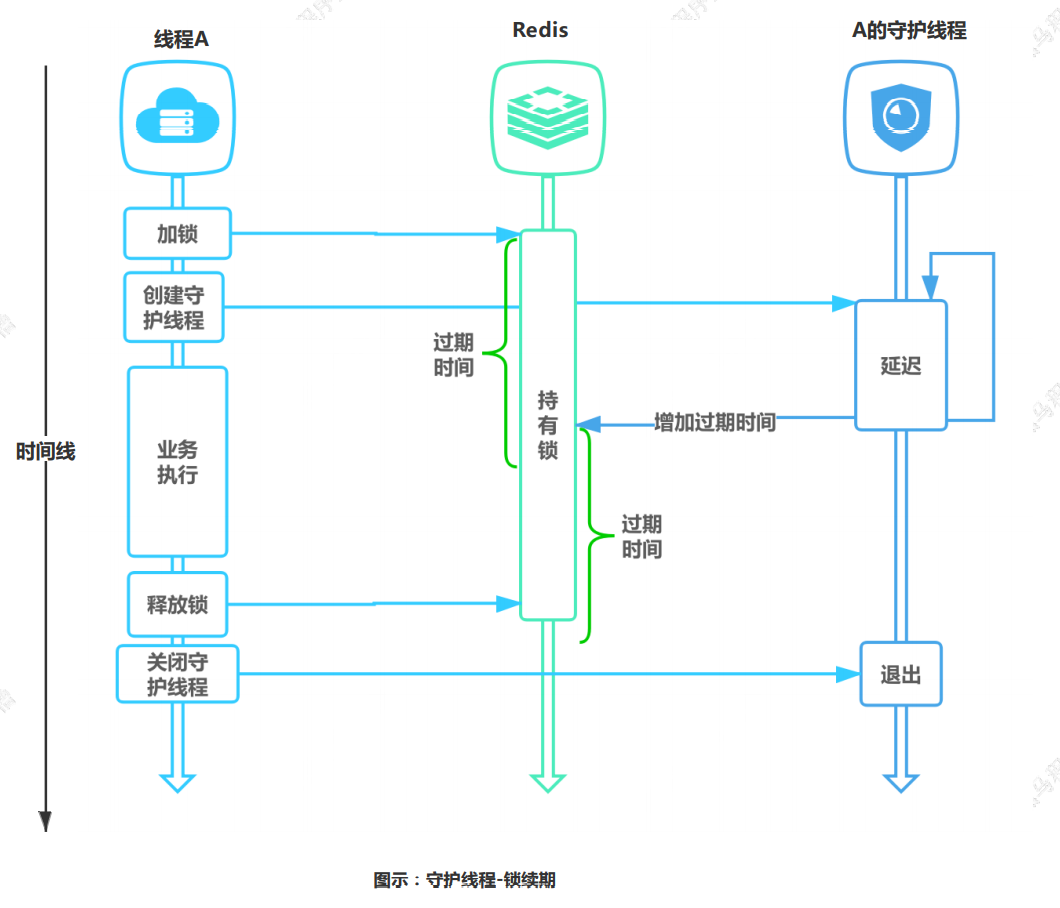 线程A
Redis
A的守护线程
加锁
创建守
护线程
过期
时间
延迟
持
有
锁
增加过期时间
时间线
业务
执行
过期
时间
释放锁
关闭守
护线程
退出
图示：守护线程-锁续期